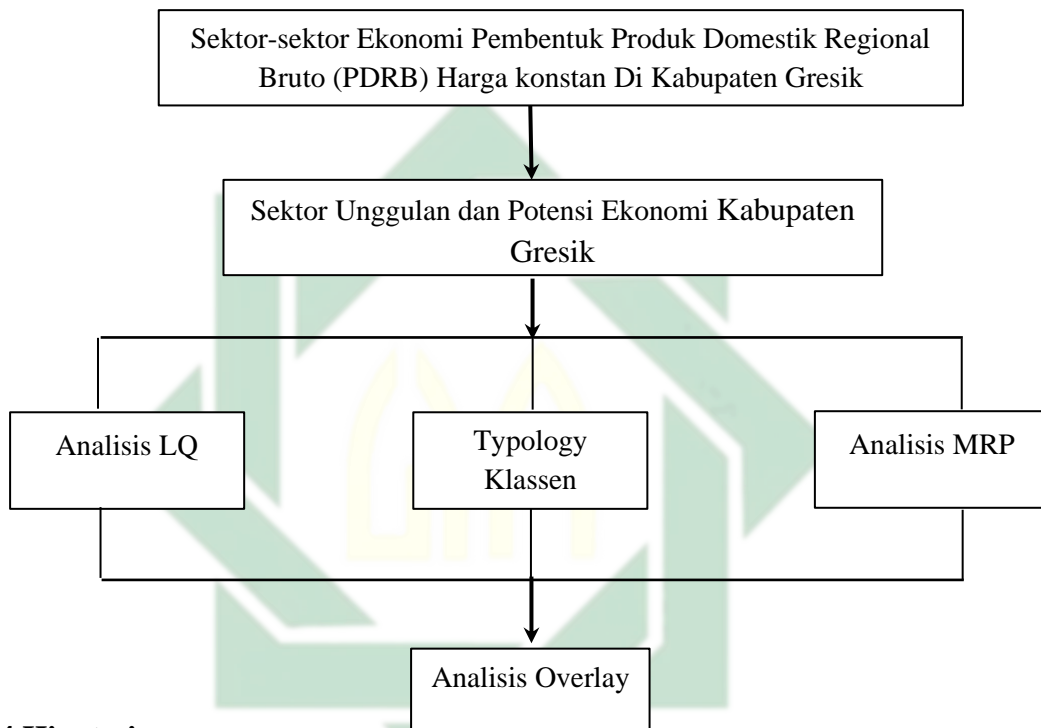 Sektor-sektor Ekonomi Pembentuk Produk Domestik Regional
Bruto (PDRB) Harga konstan Di Kabupaten Gresik
Sektor Unggulan dan Potensi Ekonomi Kabupaten
Gresik
Analisis LQ
Typology
Klassen
Analisis MRP
Analisis Overlay